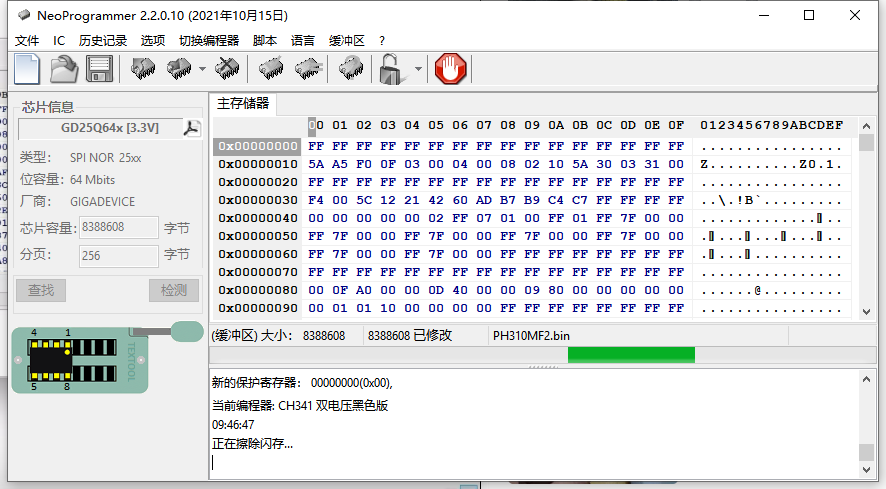 NeoProgrammer 2.2.0.10 (2021年10月15日)
文件 IC 历史记录 选项 切换编程器 脚本 语言 缓冲区 ?
芯片信息
GD25Q64x [3.3V]
类型: SPI NOR 25xx
位容量: 64 Mbits
厂商: GIGADEVICE
芯片容量: 8388608 字节
分页: 256 字节
查找 检测
4 1
TEXTOOL
5 8
主存储器
00 01 02 03 04 05 06 07 08 09 0A 0B 0C 0D 0E 0F 0123456789ABCDEF
0x00000000 FF FF FF FF FF FF FF FF FF FF FF FF FF FF FF FF ................
0x00000010 5A A5 F0 0F 03 00 04 00 08 02 10 5A 30 03 31 00 Z..........Z0.1.
0x00000020 FF FF FF FF FF FF FF FF FF FF FF FF FF FF FF FF ................
0x00000030 F4 00 5C 12 21 42 60 AD B7 B9 C4 C7 FF FF FF FF ..\.!B`.........
0x00000040 00 00 00 00 00 02 FF 07 01 00 FF 01 FF 7F 00 00 ................
0x00000050 FF 7F 00 00 FF 7F 00 00 FF 7F 00 00 FF 7F 00 00 ................
0x00000060 FF 7F 00 00 FF 7F 00 00 FF FF FF FF FF FF FF FF ................
0x00000070 FF FF FF FF FF FF FF FF FF FF FF FF FF FF FF FF ................
0x00000080 00 0F A0 00 00 0D 40 00 00 09 80 00 00 00 00 00 ......@.........
0x00000090 00 01 01 10 00 00 00 00 FF FF FF FF FF FF FF FF ................
(缓冲区) 大小: 8388608 8388608 已修改 PH310MF2.bin
新的保护寄存器: 00000000(0x00),
当前编程器: CH341 双电压黑色版
09:46:47
正在擦除闪存...